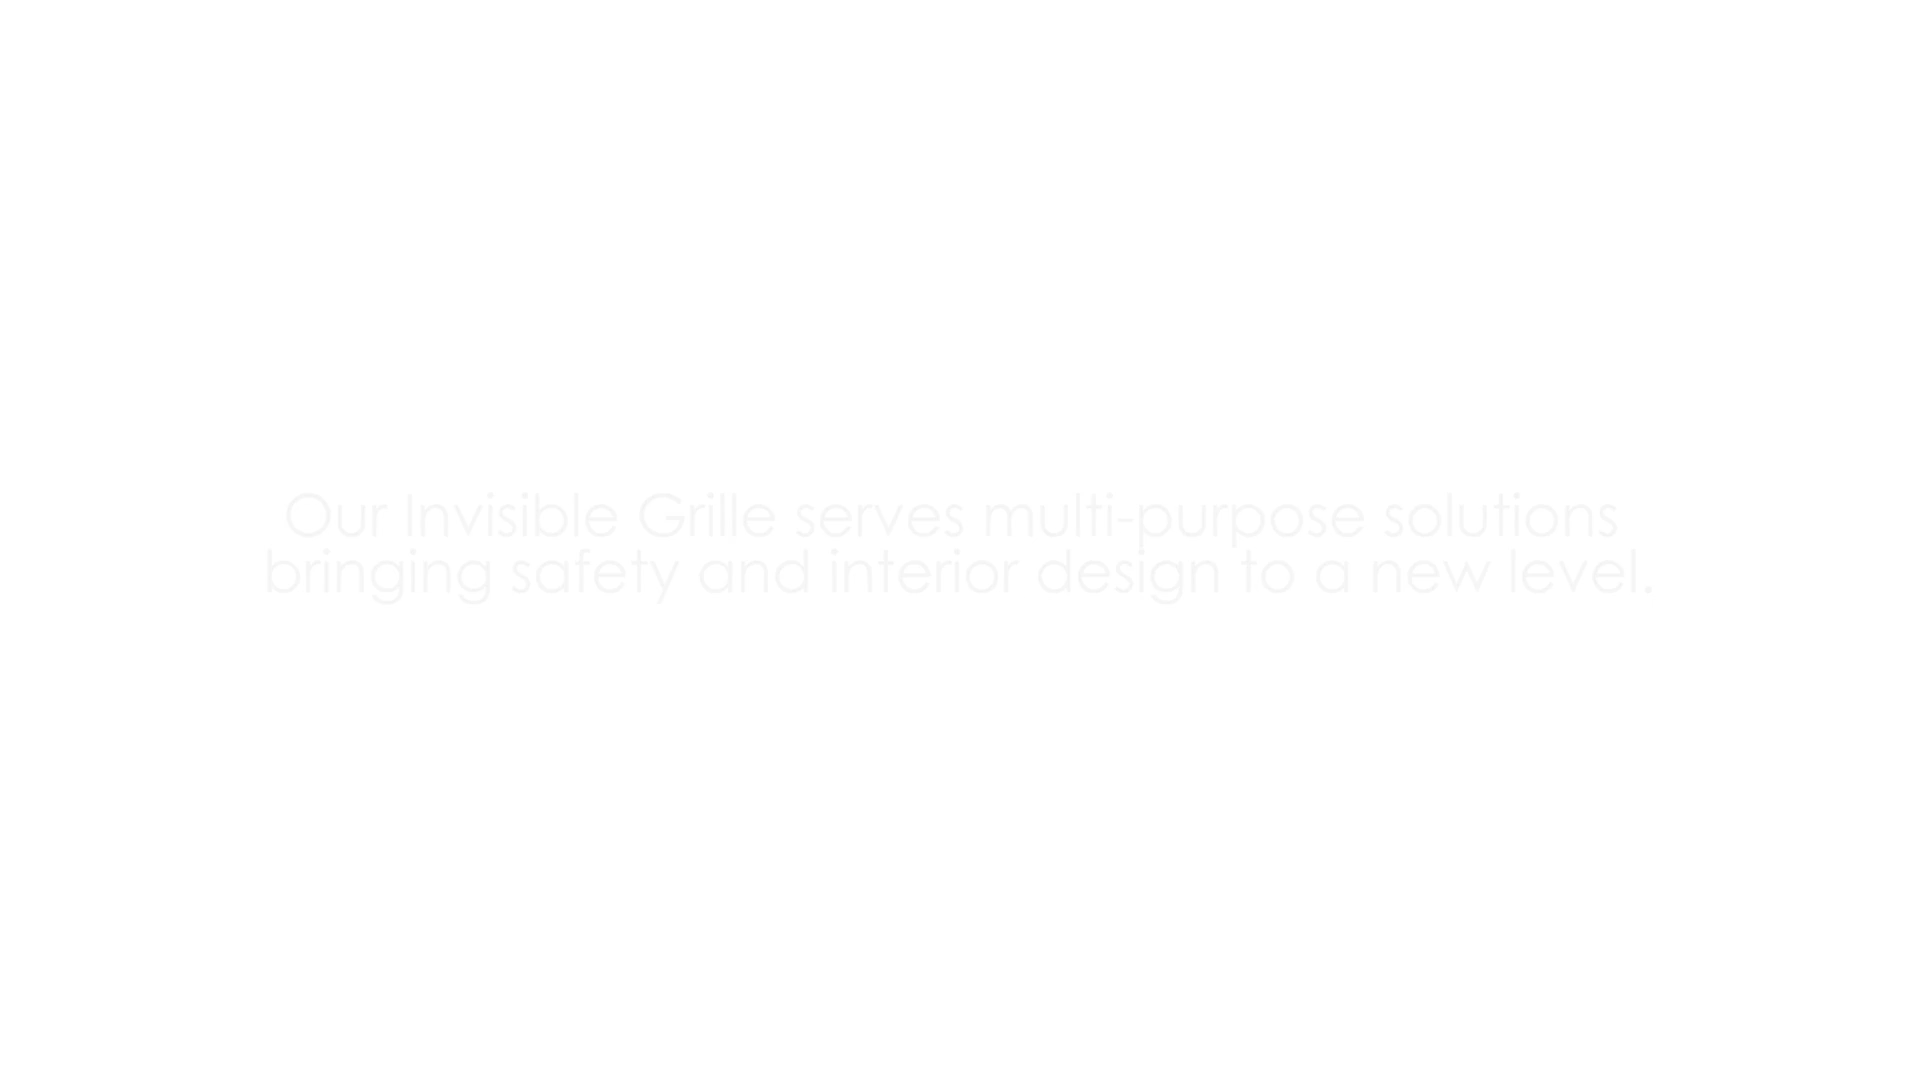 Our Invisible Grille serves multi-purpose solutions
bringing safety and interior design to a new level.